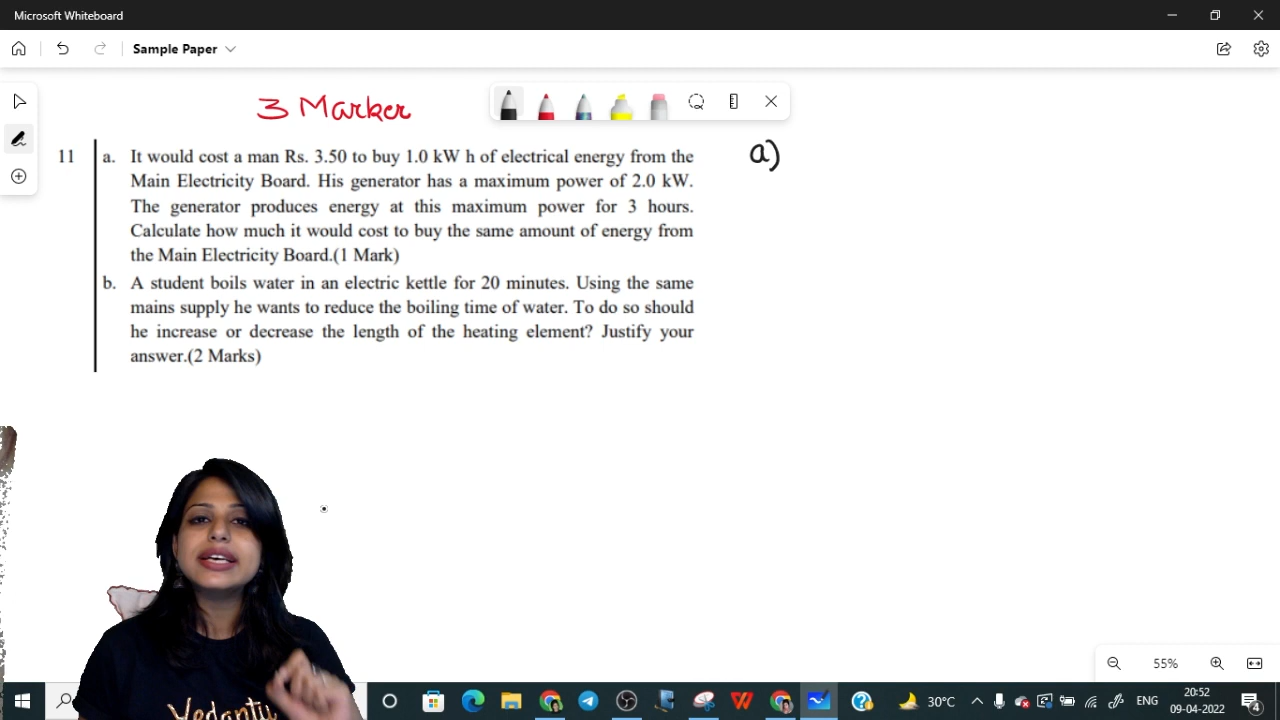 Microsoft Whiteboard
Sample Paper
3 Marker
11 a. It would cost a man Rs. 3.50 to buy 1.0 kW h of electrical energy from the
Main Electricity Board. His generator has a maximum power of 2.0 kW.
The generator produces energy at this maximum power for 3 hours.
Calculate how much it would cost to buy the same amount of energy from
the Main Electricity Board.(1 Mark)
b. A student boils water in an electric kettle for 20 minutes. Using the same
mains supply he wants to reduce the boiling time of water. To do so should
he increase or decrease the length of the heating element? Justify your
answer.(2 Marks)
a)
Vedantu
55%
30°C
ENG
20:52
09-04-2022
4